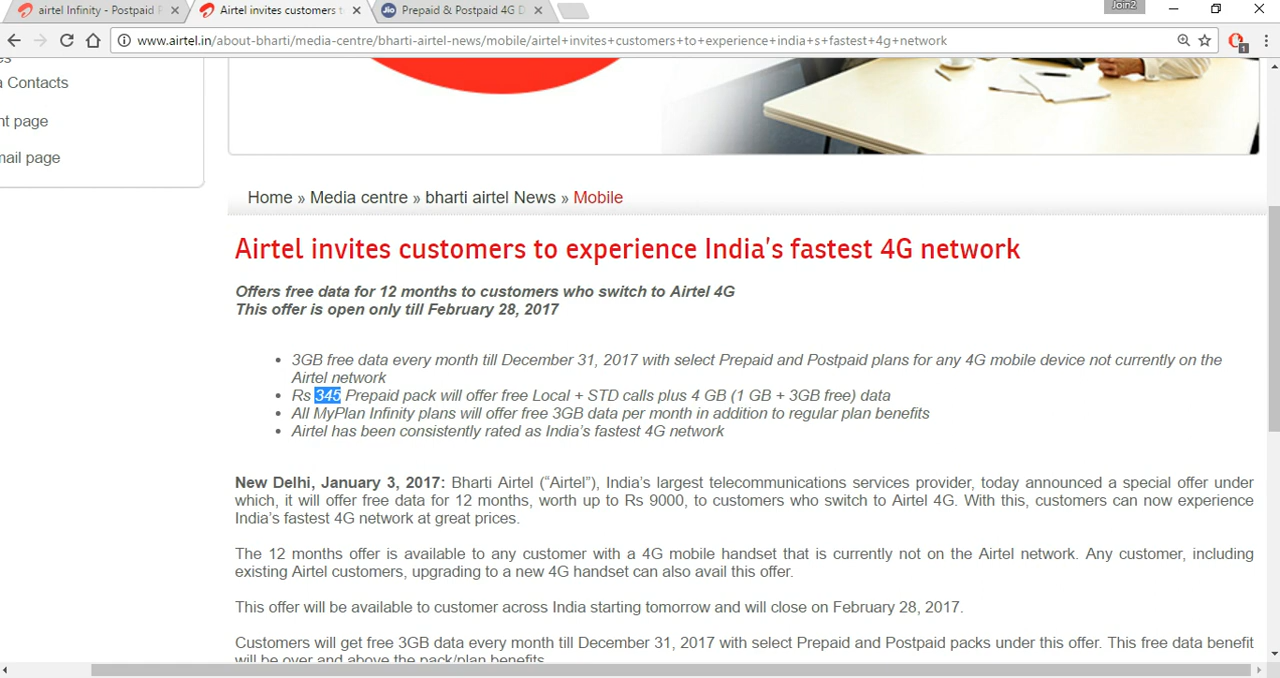 airtel Infinity - Postpaid
Airtel invites customers
Prepaid & Postpaid 4G
Join2
www.airtel.in/about-bharti/media-centre/bharti-airtel-news/mobile/airtel+invites+customers+to+experience+india+s+fastest+4g+network
1
Contacts
page
page
Home » Media centre » bharti airtel News » Mobile
Airtel invites customers to experience India's fastest 4G network
Offers free data for 12 months to customers who switch to Airtel 4G
This offer is open only till February 28, 2017
• 3GB free data every month till December 31, 2017 with select Prepaid and Postpaid plans for any 4G mobile device not currently on the
Airtel network
• Rs 345 Prepaid pack will offer free Local + STD calls plus 4 GB (1 GB + 3GB free) data
• All MyPlan Infinity plans will offer free 3GB data per month in addition to regular plan benefits
• Airtel has been consistently rated as India's fastest 4G network
New Delhi, January 3, 2017: Bharti Airtel (“Airtel”), India’s largest telecommunications services provider, today announced a special offer under
which, it will offer free data for 12 months, worth up to Rs 9000, to customers who switch to Airtel 4G. With this, customers can now experience
India’s fastest 4G network at great prices.
The 12 months offer is available to any customer with a 4G mobile handset that is currently not on the Airtel network. Any customer, including
existing Airtel customers, upgrading to a new 4G handset can also avail this offer.
This offer will be available to customer across India starting tomorrow and will close on February 28, 2017.
Customers will get free 3GB data every month till December 31, 2017 with select Prepaid and Postpaid packs under this offer. This free data benefit
will be over and above the pack/plan benefits